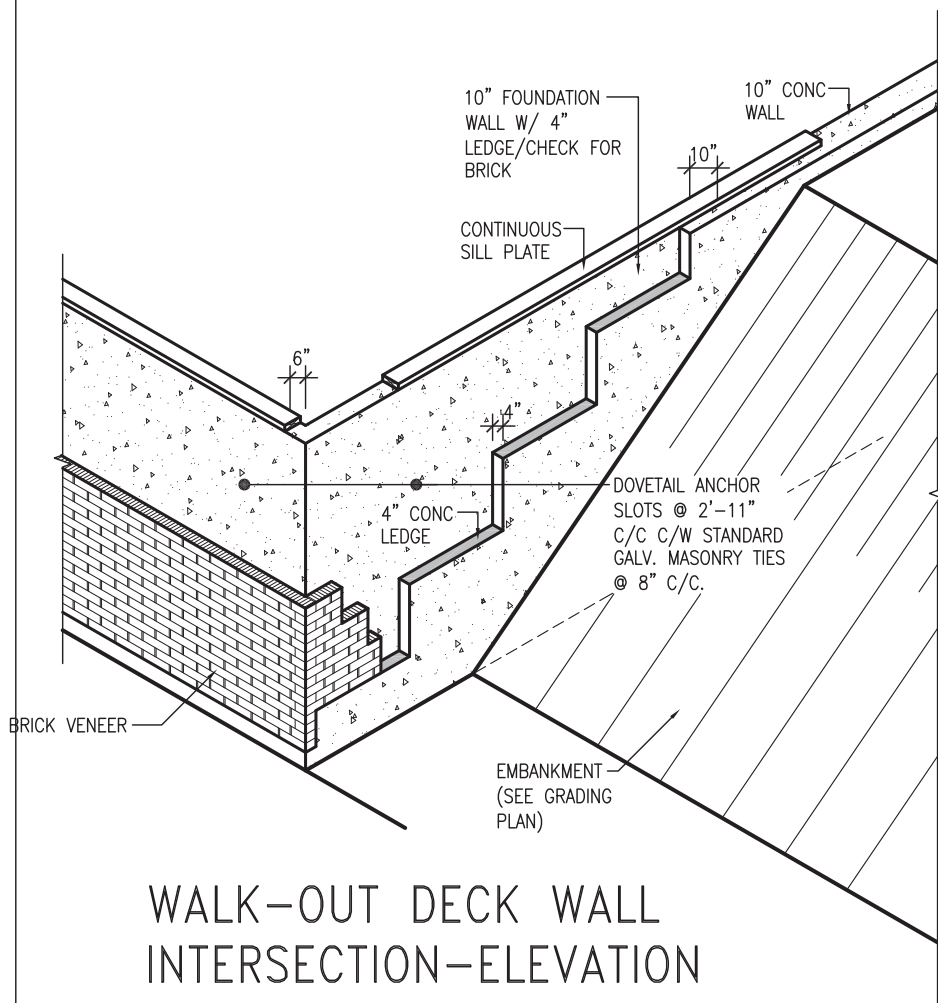 10" FOUNDATION
WALL W/ 4"
LEDGE/CHECK FOR
BRICK
10" CONC
WALL
10"
CONTINUOUS
SILL PLATE
6"
4"
4" CONC
LEDGE
DOVETAIL ANCHOR
SLOTS @ 2'-11"
C/C C/W STANDARD
GALV. MASONRY TIES
@ 8" C/C.
BRICK VENEER
EMBANKMENT
(SEE GRADING
PLAN)
WALK-OUT DECK WALL
INTERSECTION-ELEVATION